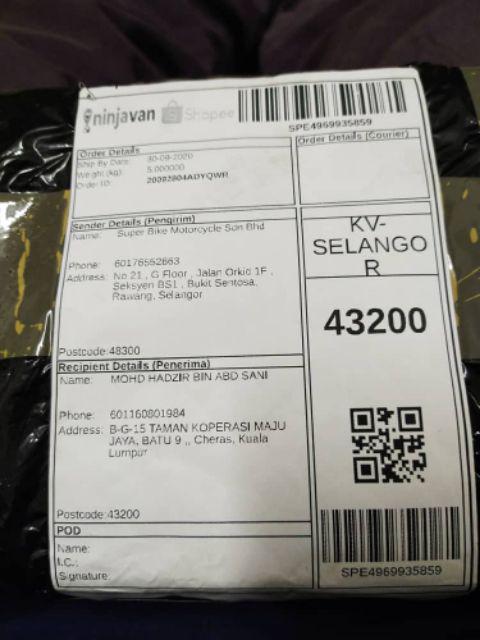 ninjavan Shopee
SPE4969935859
Order Details
Ship By Date: 30-09-2020
Weight (kg): 5.000000
Order ID: 20092804ADYQWR
Order Details (Courier)
Sender Details (Pengirim)
Name: Super Bike Motorcycle Sdn Bhd
Phone: 60176552663
Address: No 21 , G Floor , Jalan Orkid 1F ,
Seksyen BS1 , Bukit Sentosa,
Rawang, Selangor
Postcode: 48300
KV-
SELANGO
R
43200
Recipient Details (Penerima)
Name: MOHD HADZIR BIN ABD SANI
Phone: 601160801984
Address: B-G-15 TAMAN KOPERASI MAJU
JAYA, BATU 9 ,, Cheras, Kuala
Lumpur
Postcode: 43200
POD
Name:
I.C.:
Signature:
SPE4969935859